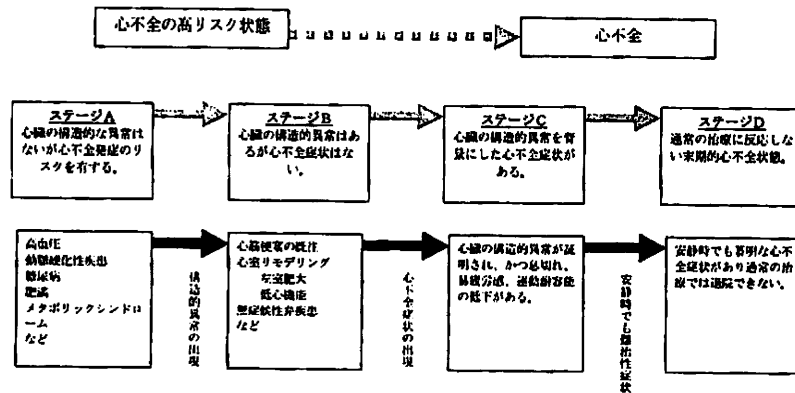 心不全の高リスク状態
心不全
ステージA
心臓の構造的な異常は
ないが心不全発症のリ
スクを有する。
ステージB
心臓の構造的異常はあ
るが心不全症状はな
い。
ステージC
心臓の構造的異常を背
景にした心不全症状が
ある。
ステージD
通常の治療に反応しな
い末期的心不全状態。
高血圧
動脈硬化性疾患
糖尿病
肥満
メタボリックシンドロ
ーム
など
構造的異常の出現
心筋梗塞の既往
心室リモデリング
左室肥大
低心機能
無症候性弁疾患
など
心不全症状の出現
心臓の構造的異常が証
明され、かつ息切れ、
易疲労感、運動耐容能
の低下がある。
安静時でも難治性症状
安静時でも著明な心不
全症状があり通常の治
療では退院できない。